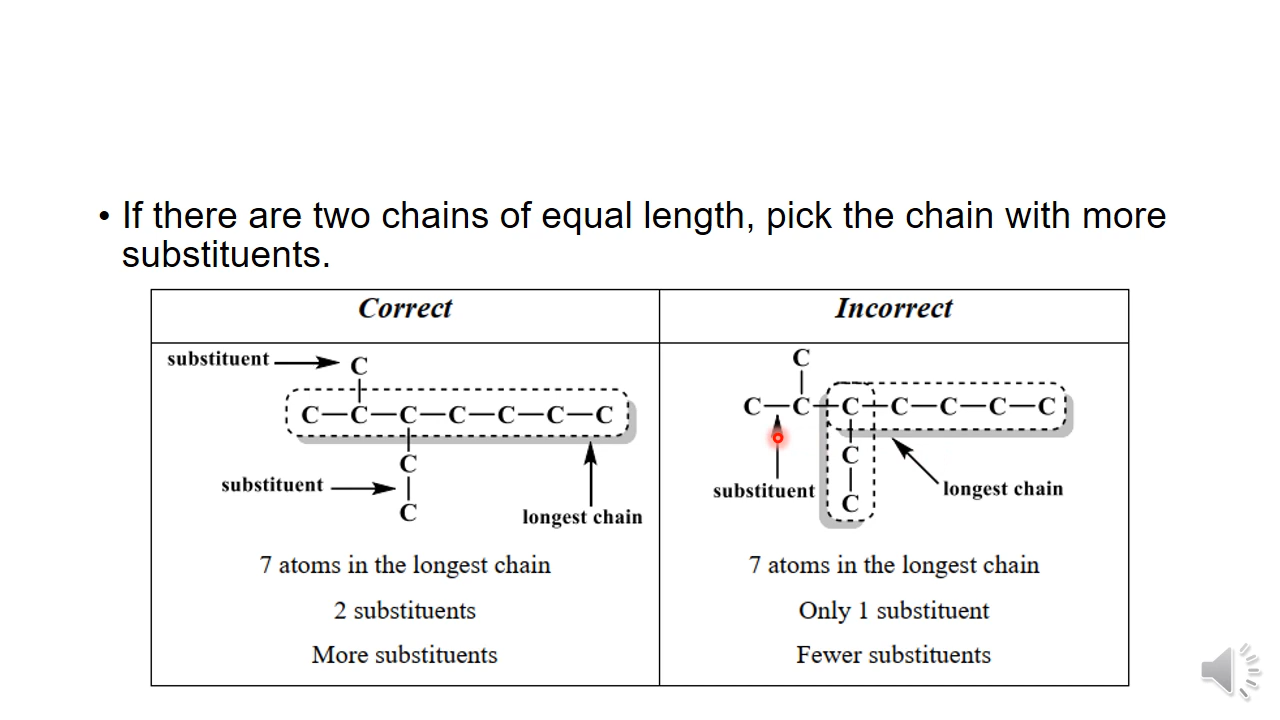 • If there are two chains of equal length, pick the chain with more
substituents.
Correct
Incorrect
substituent
C
C—C—C—C—C—C—C
C
substituent
C
longest chain
7 atoms in the longest chain
2 substituents
More substituents
C
C—C—C—C—C—C—C
C
substituent
longest chain
C
7 atoms in the longest chain
Only 1 substituent
Fewer substituents